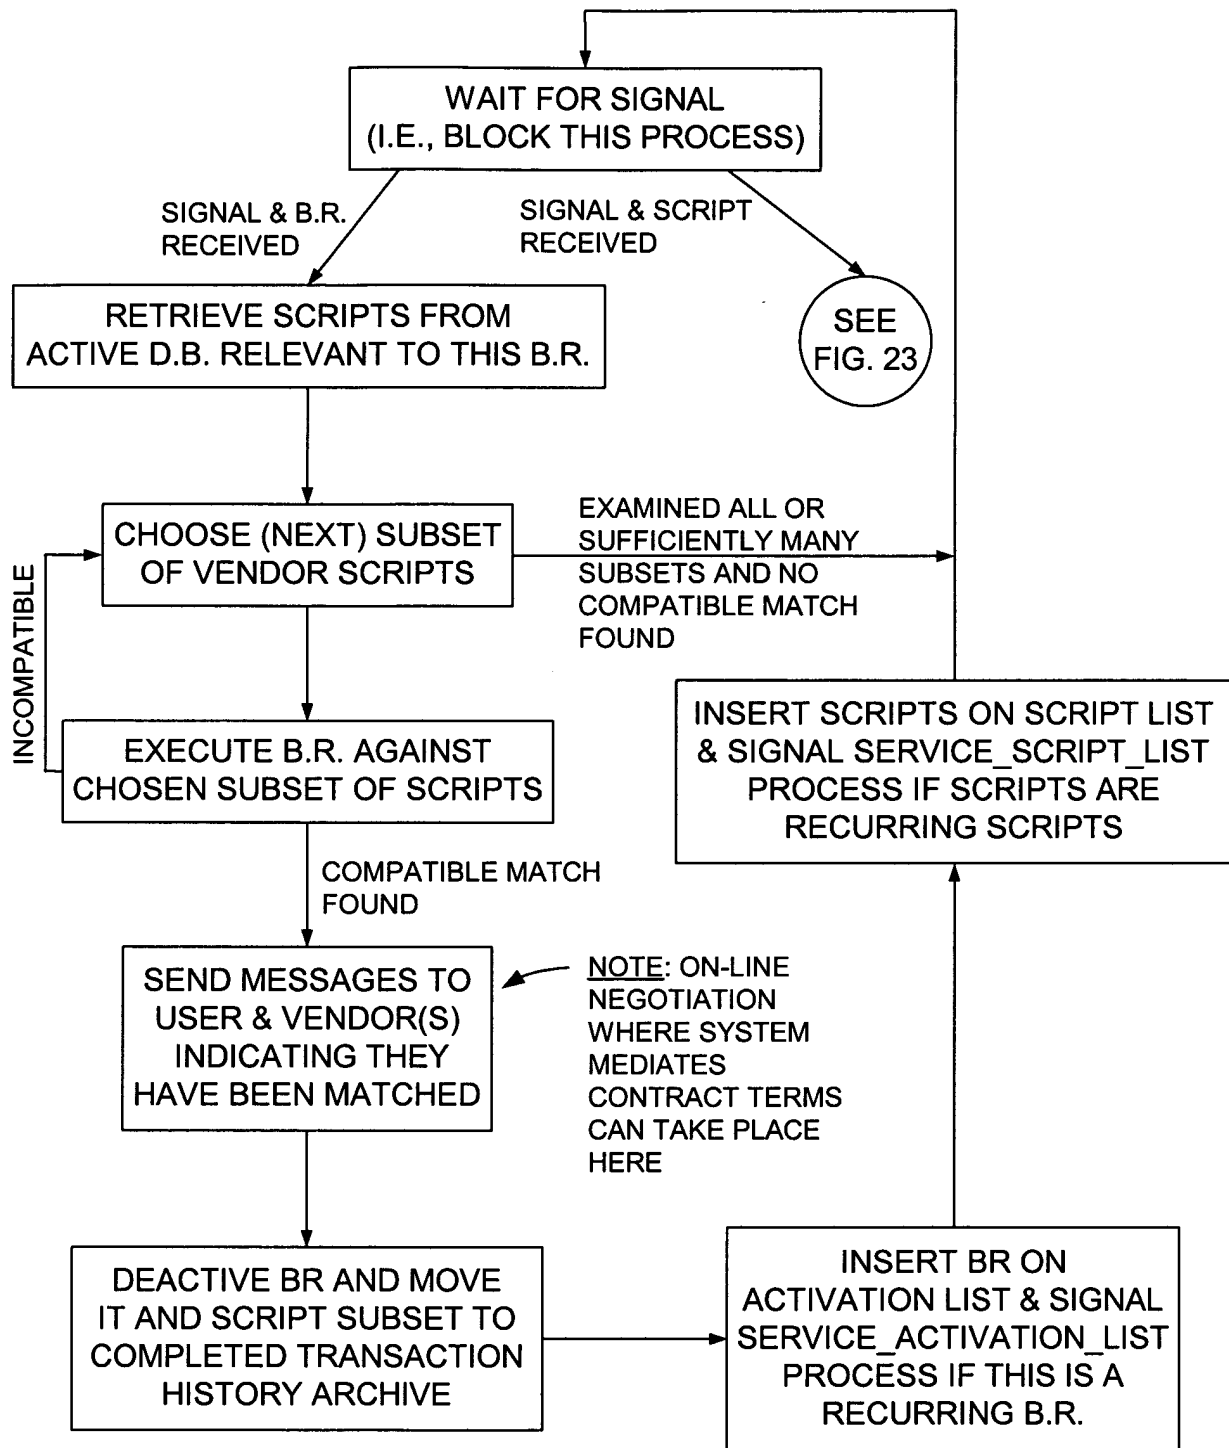 WAIT FOR SIGNAL
(I.E., BLOCK THIS PROCESS)
SIGNAL & B.R.
RECEIVED
SIGNAL & SCRIPT
RECEIVED
RETRIEVE SCRIPTS FROM
ACTIVE D.B. RELEVANT TO THIS B.R.
SEE
FIG. 23
CHOOSE (NEXT) SUBSET
OF VENDOR SCRIPTS
EXAMINED ALL OR
SUFFICIENTLY MANY
SUBSETS AND NO
COMPATIBLE MATCH
FOUND
INCOMPATIBLE
EXECUTE B.R. AGAINST
CHOSEN SUBSET OF SCRIPTS
INSERT SCRIPTS ON SCRIPT LIST
& SIGNAL SERVICE_SCRIPT_LIST
PROCESS IF SCRIPTS ARE
RECURRING SCRIPTS
COMPATIBLE MATCH
FOUND
SEND MESSAGES TO
USER & VENDOR(S)
INDICATING THEY
HAVE BEEN MATCHED
NOTE: ON-LINE
NEGOTIATION
WHERE SYSTEM
MEDIATES
CONTRACT TERMS
CAN TAKE PLACE
HERE
DEACTIVE BR AND MOVE
IT AND SCRIPT SUBSET TO
COMPLETED TRANSACTION
HISTORY ARCHIVE
INSERT BR ON
ACTIVATION LIST & SIGNAL
SERVICE_ACTIVATION_LIST
PROCESS IF THIS IS A
RECURRING B.R.